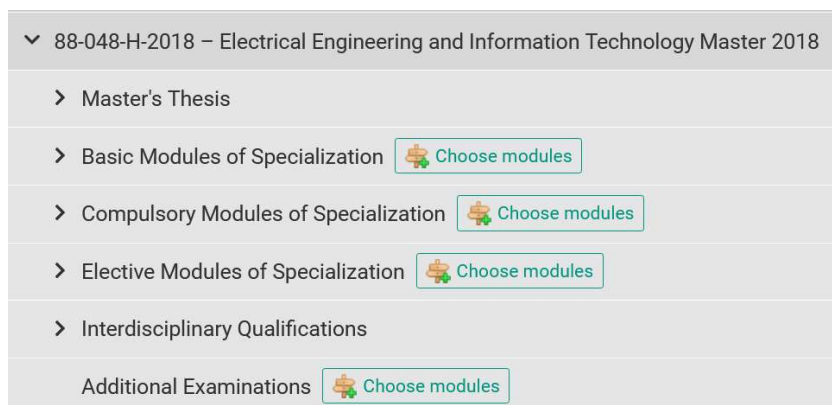 88-048-H-2018 – Electrical Engineering and Information Technology Master 2018
Master's Thesis
Basic Modules of Specialization Choose modules
Compulsory Modules of Specialization Choose modules
Elective Modules of Specialization Choose modules
Interdisciplinary Qualifications
Additional Examinations Choose modules